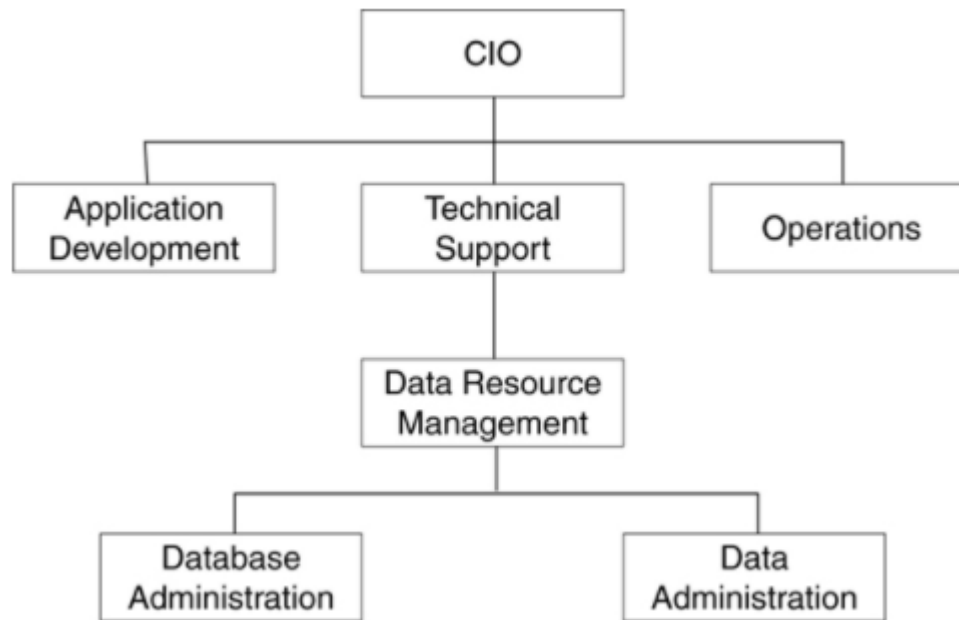 CIO
Application
Development
Technical
Support
Operations
Data Resource
Management
Database
Administration
Data
Administration